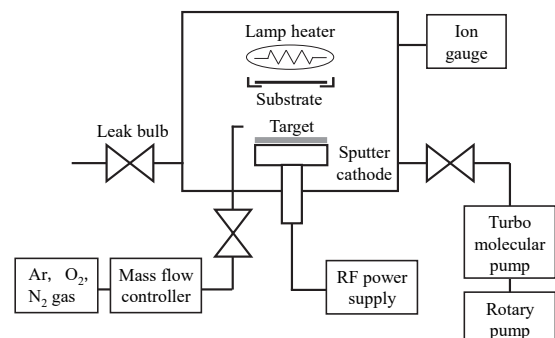 Lamp heater
Ion
gauge
Substrate
Target
Leak bulb
Sputter
cathode
Turbo
molecular
pump
Ar, O₂,
N₂ gas
Mass flow
controller
RF power
supply
Rotary
pump